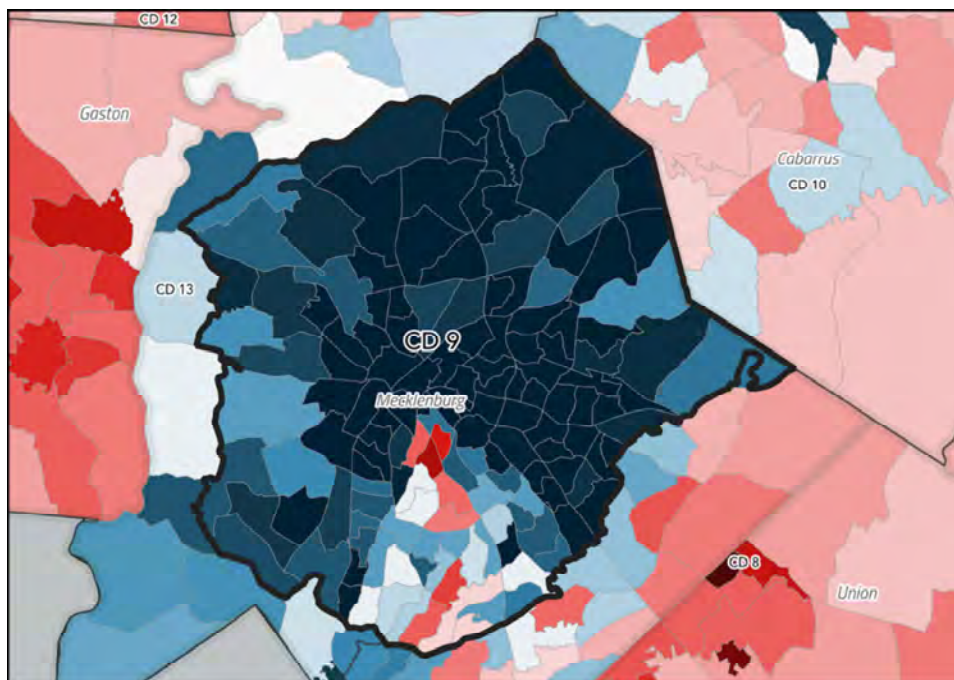 CD 12
Gaston
Cabarrus
CD 10
CD 13
CD 9
Mecklenburg
CD 8
Union